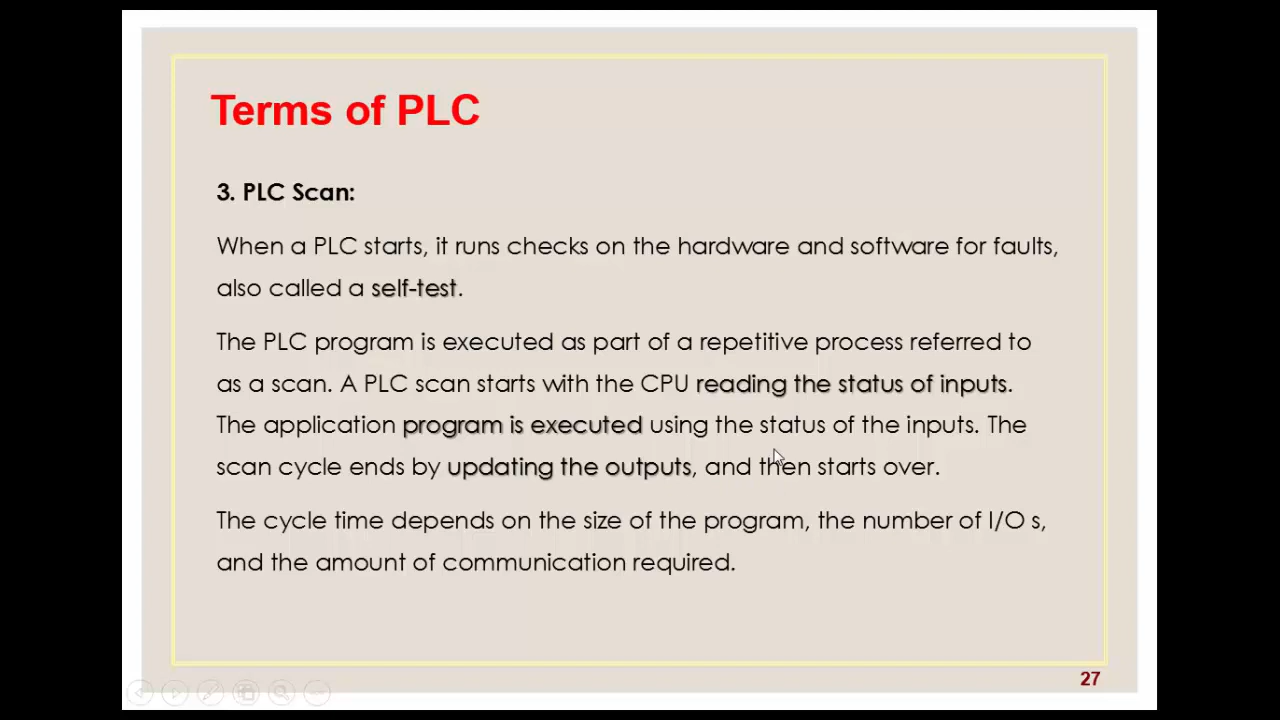 Terms of PLC
3. PLC Scan:
When a PLC starts, it runs checks on the hardware and software for faults,
also called a self-test.
The PLC program is executed as part of a repetitive process referred to
as a scan. A PLC scan starts with the CPU reading the status of inputs.
The application program is executed using the status of the inputs. The
scan cycle ends by updating the outputs, and then starts over.
The cycle time depends on the size of the program, the number of I/O s,
and the amount of communication required.
27